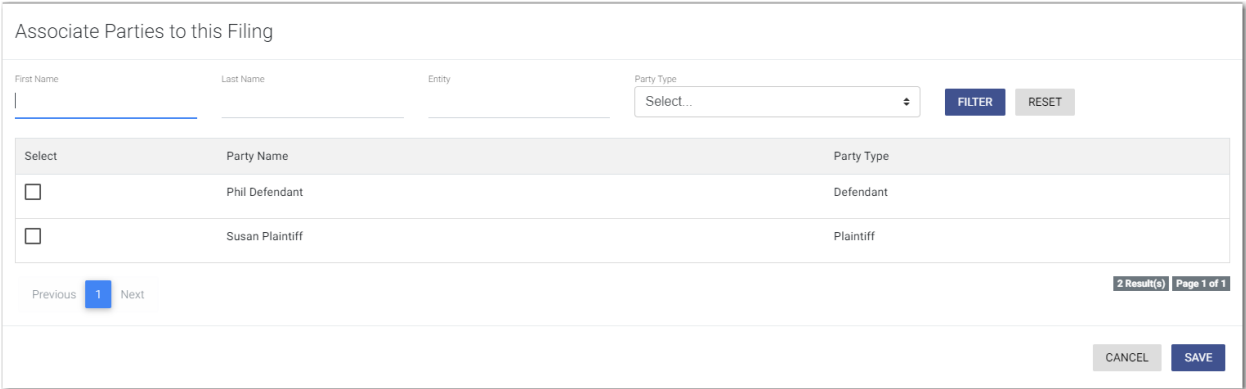 Associate Parties to this Filing
First Name Last Name Entity Party Type
Select... FILTER RESET
Select Party Name Party Type
Phil Defendant Defendant
Susan Plaintiff Plaintiff
Previous 1 Next 2 Result(s) Page 1 of 1
CANCEL SAVE